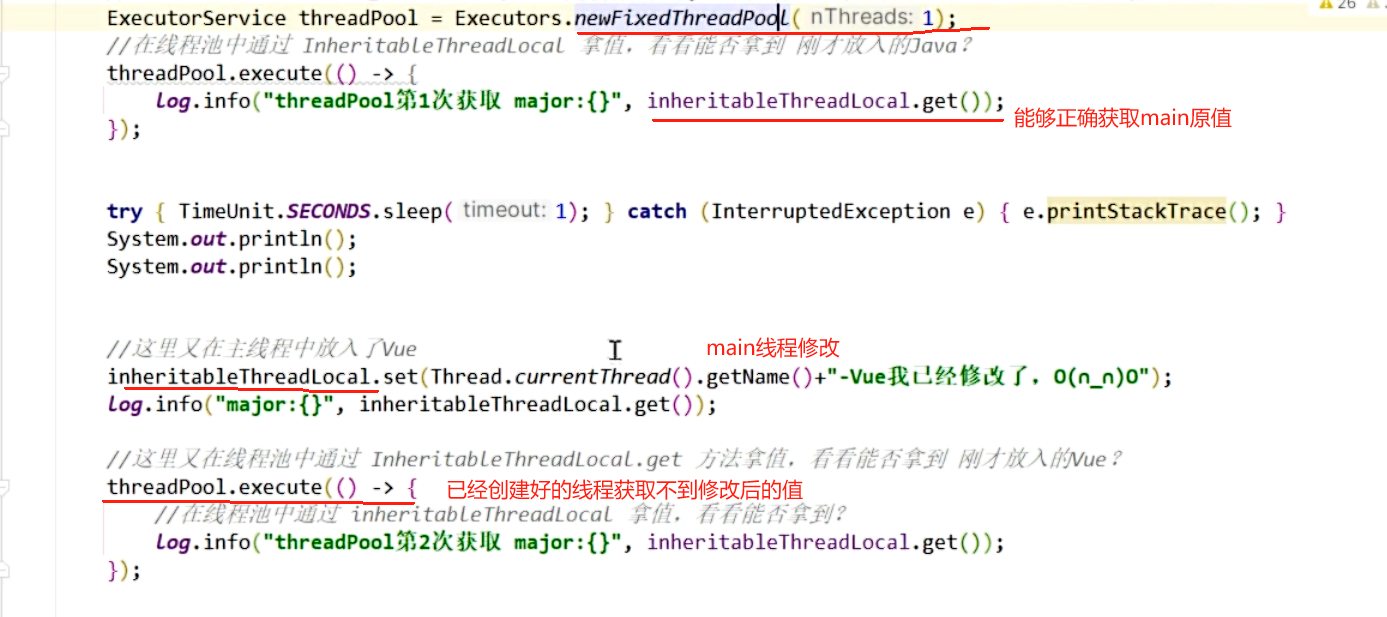 ExecutorService threadPool = Executors.newFixedThreadPool( nThreads: 1);
26
//在线程池中通过 InheritableThreadLocal 拿值，看看能否拿到 刚才放入的Java？
threadPool.execute(() -> {
log.info("threadPool第1次获取 major:{}", inheritableThreadLocal.get());
能够正确获取main原值
});
try { TimeUnit.SECONDS.sleep( timeout: 1); } catch (InterruptedException e) { e.printStackTrace(); }
System.out.println();
System.out.println();
//这里又在主线程中放入了Vue
main线程修改
inheritableThreadLocal.set(Thread.currentThread().getName()+"-Vue我已经修改了，O(∩_∩)O");
log.info("major:{}", inheritableThreadLocal.get());
//这里又在线程池中通过 InheritableThreadLocal.get 方法拿值，看看能否拿到 刚才放入的Vue？
threadPool.execute(() -> {
已经创建好的线程获取不到修改后的值
//在线程池中通过 inheritableThreadLocal 拿值，看看能否拿到？
log.info("threadPool第2次获取 major:{}", inheritableThreadLocal.get());
});